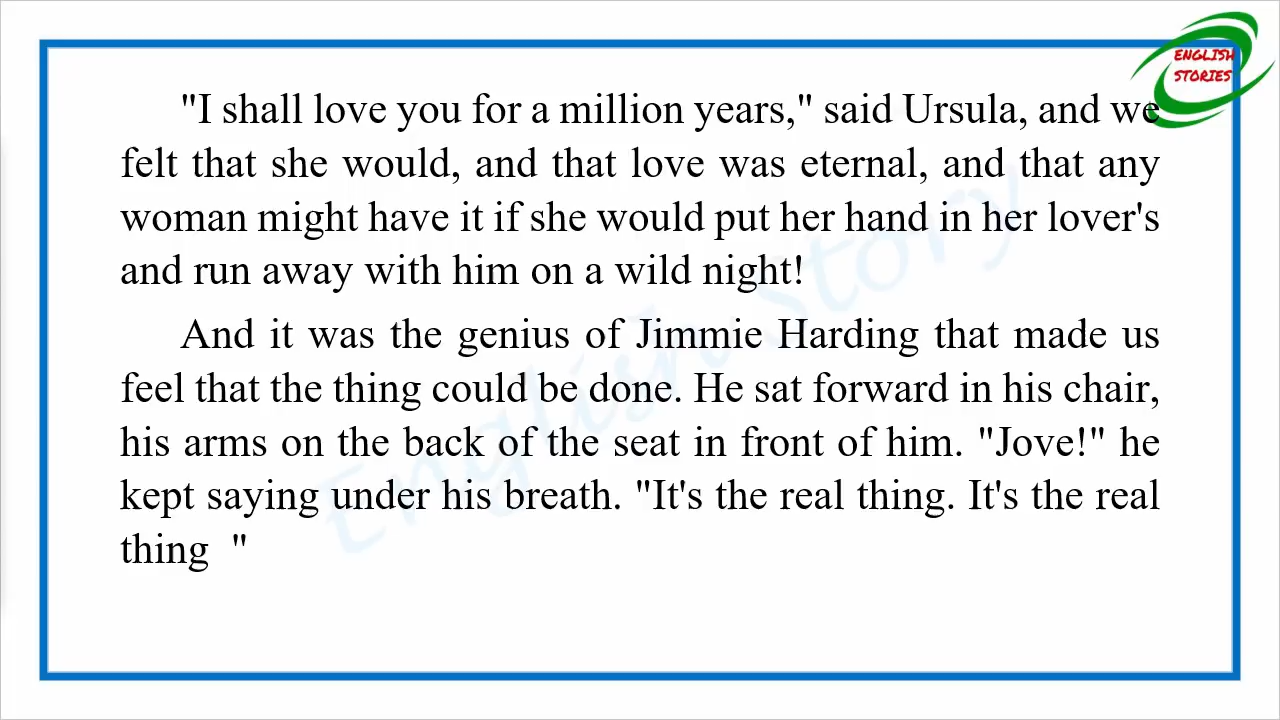 ENGLISH
STORIES
"I shall love you for a million years," said Ursula, and we
felt that she would, and that love was eternal, and that any
woman might have it if she would put her hand in her lover's
and run away with him on a wild night!
And it was the genius of Jimmie Harding that made us
feel that the thing could be done. He sat forward in his chair,
his arms on the back of the seat in front of him. "Jove!" he
kept saying under his breath. "It's the real thing. It's the real
thing "
English Story